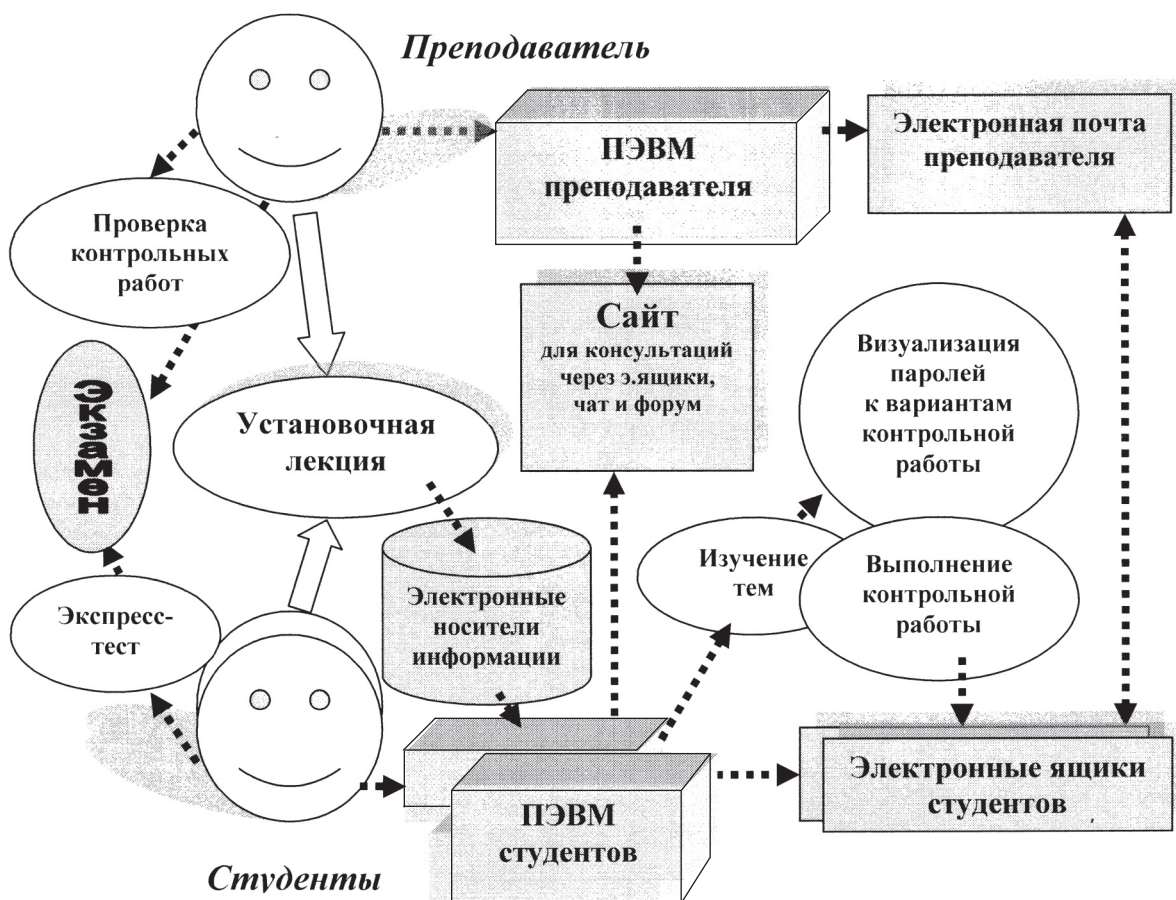 Преподаватель
ПЭВМ
преподавателя
Электронная почта
преподавателя
Проверка
контрольных
работ
Сайт
для консультаций
через э.ящики,
чат и форум
Визуализация
паролей
к вариантам
контрольной
работы
Экзамен
Установочная
лекция
Изучение
тем
Выполнение
контрольной
работы
Экспресс-
тест
Электронные
носители
информации
Электронные ящики
студентов
ПЭВМ
студентов
Студенты